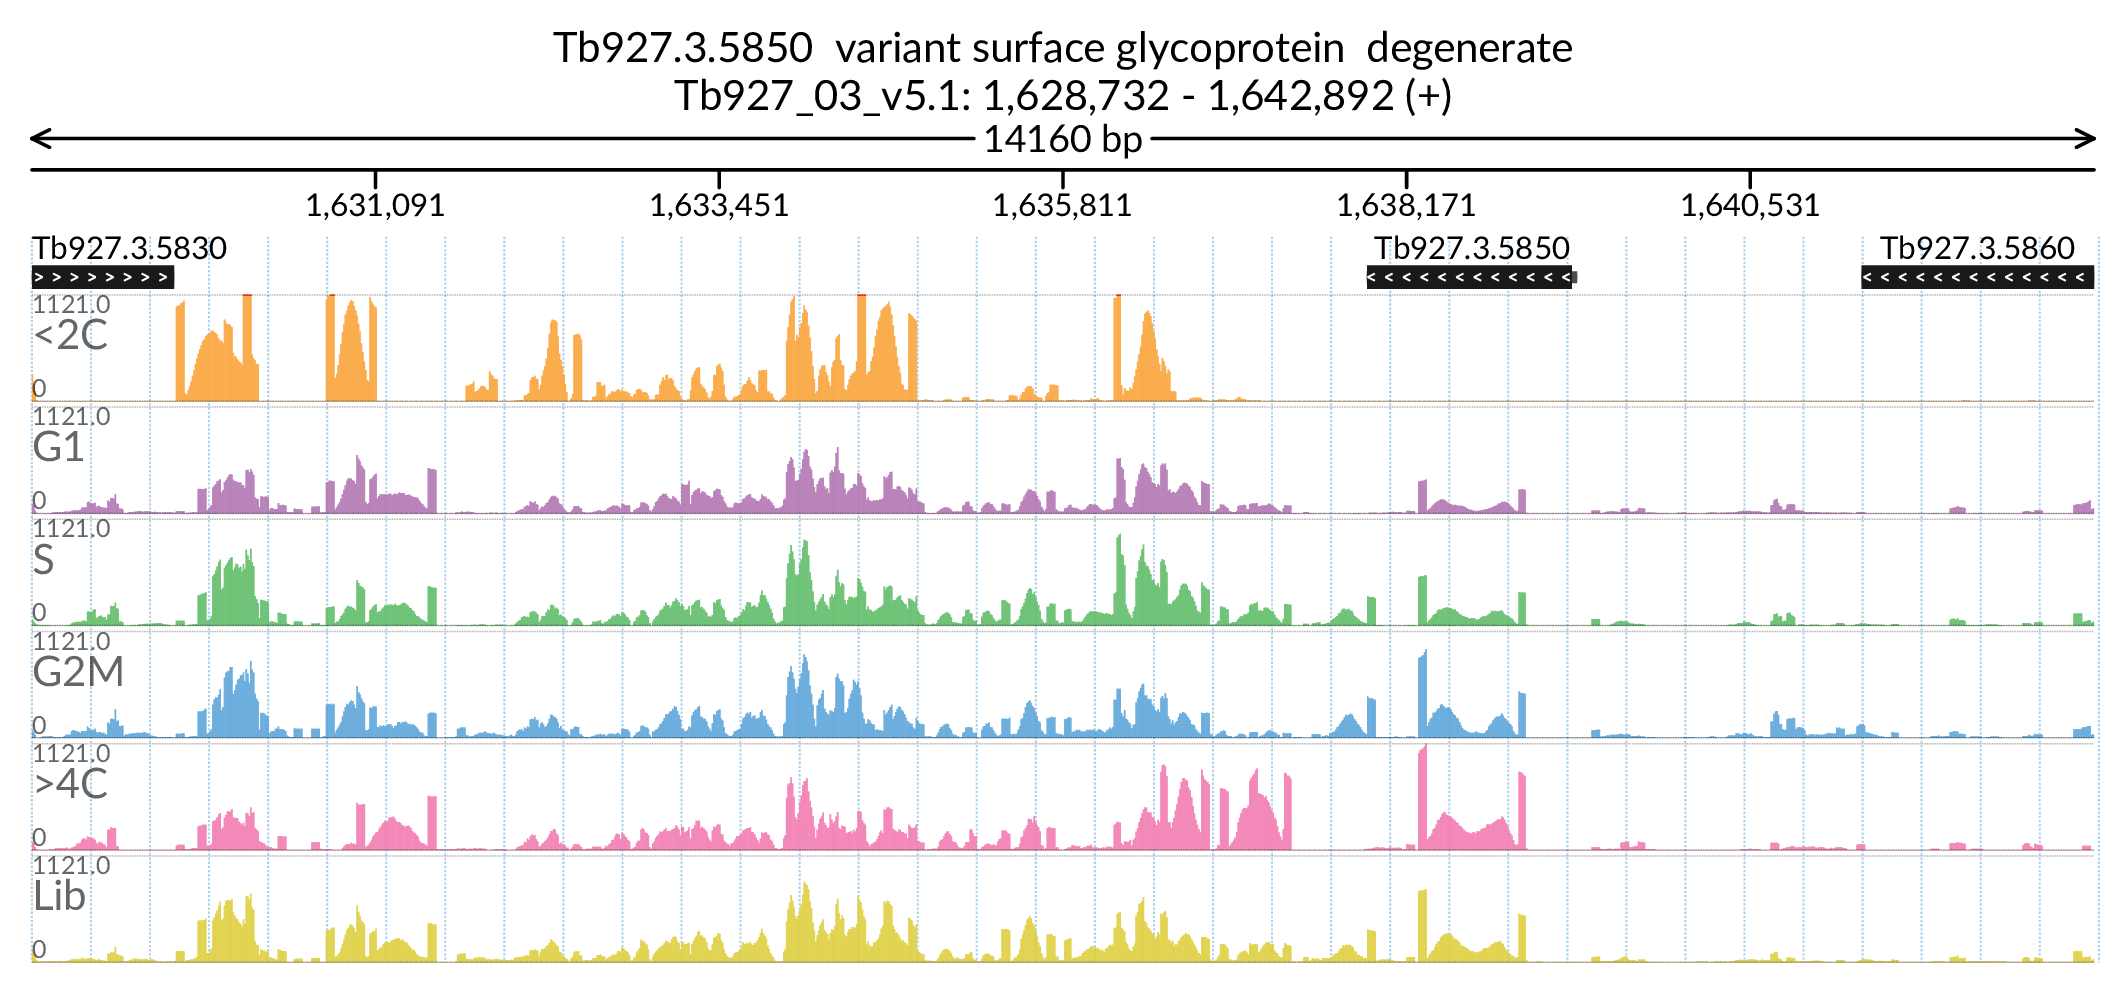 Tb927.3.5850 variant surface glycoprotein degenerate
Tb927_03_v5.1: 1,628,732 - 1,642,892 (+)
14160 bp
1,631,091 1,633,451 1,635,811 1,638,171 1,640,531
Tb927.3.5830 Tb927.3.5850 Tb927.3.5860
> > > > > > > > < < < < < < < < < < < < < < < < < < < < < < < <
1121.0
<2C
0
1121.0
G1
0
1121.0
S
0
1121.0
G2M
0
1121.0
>4C
0
1121.0
Lib
0